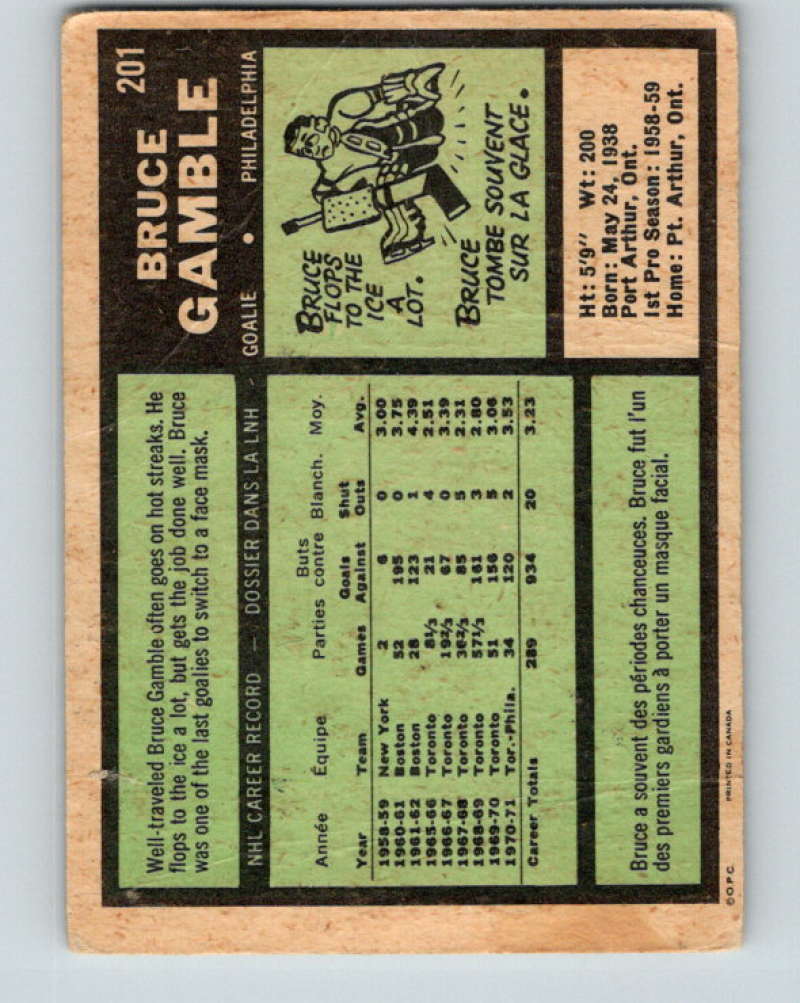 201
BRUCE
GAMBLE
GOALIE • PHILADELPHIA
Well-traveled Bruce Gamble often goes on hot streaks. He
flops to the ice a lot, but gets the job done well. Bruce
was one of the last goalies to switch to a face mask.
BRUCE
FLOPS
TO THE
ICE
A
LOT.
BRUCE
TOMBE SOUVENT
SUR LA GLACE.
NHL CAREER RECORD — DOSSIER DANS LA LNH
Buts
Année Équipe Parties contre Blanch. Moy.
Goals Shut
Year Team Games Against Outs Avg.
1958-59 New York 2 6 0 3.00
1960-61 Boston 52 195 0 3.75
1961-62 Boston 28 123 1 4.39
1965-66 Toronto 8 1/3 21 4 2.51
1966-67 Toronto 19 2/3 67 0 3.39
1967-68 Toronto 36 2/3 85 5 2.31
1968-69 Toronto 57 1/3 161 3 2.80
1969-70 Toronto 51 156 5 3.06
1970-71 Tor.-Phila. 34 120 2 3.53
Career Totals 289 934 20 3.23
Ht: 5'9" Wt: 200
Born: May 24, 1938
Port Arthur, Ont.
1st Pro Season: 1958-59
Home: Pt. Arthur, Ont.
Bruce a souvent des périodes chanceuces. Bruce fut l'un
des premiers gardiens à porter un masque facial.
© O.P.C. PRINTED IN CANADA